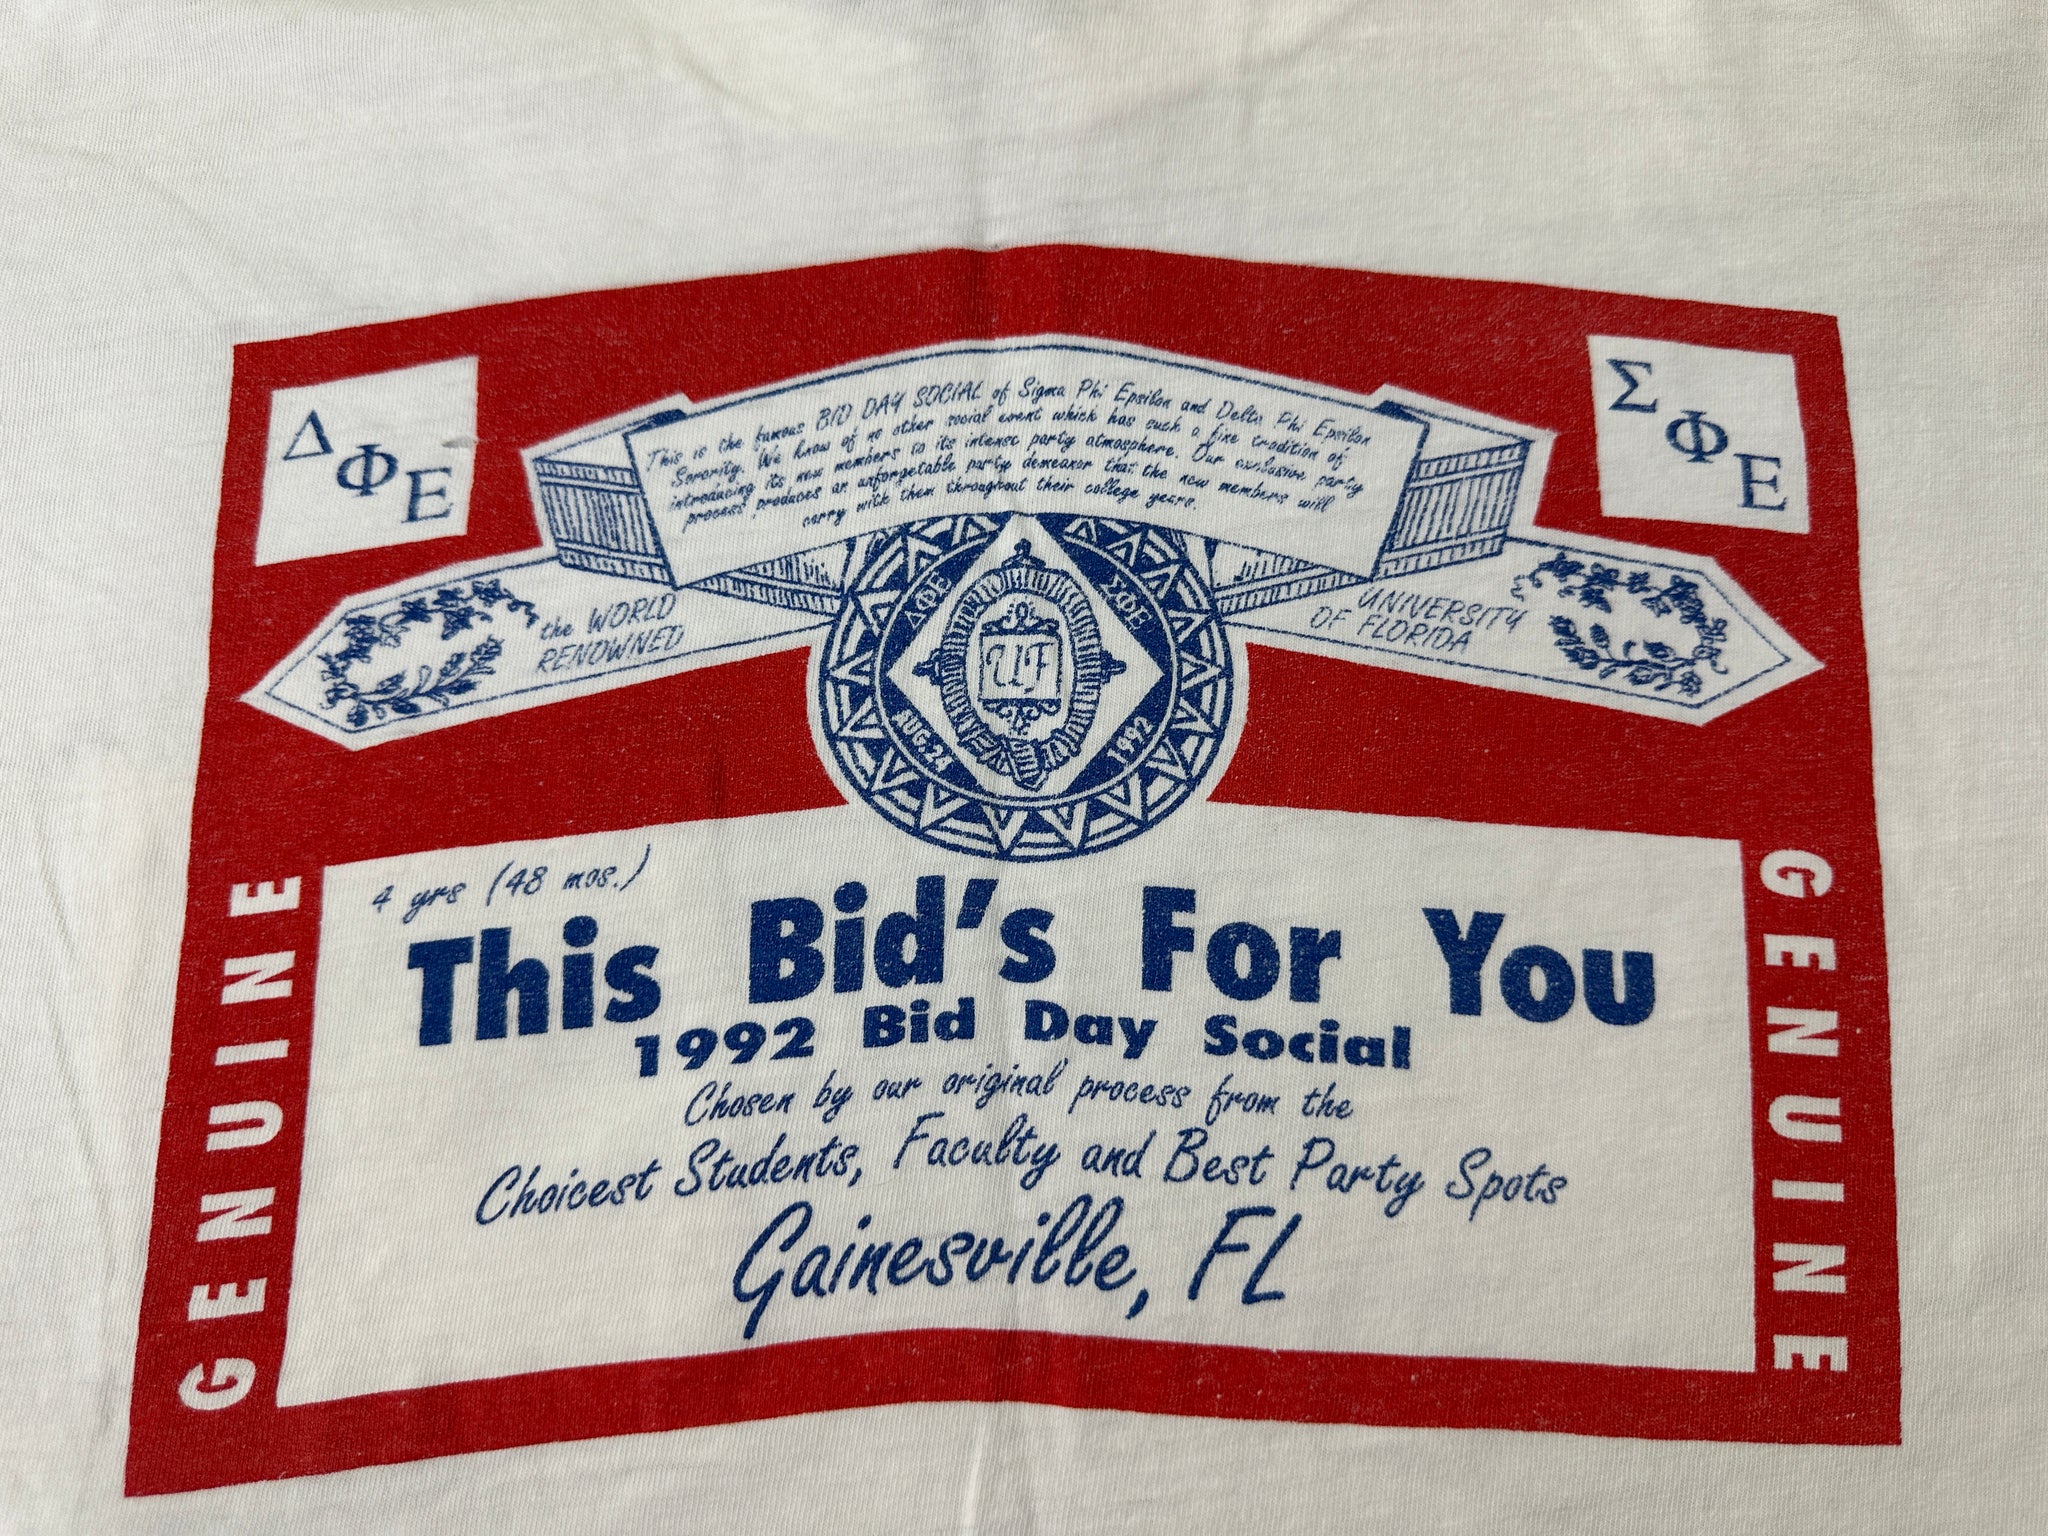 Δ Φ Ε
Σ Φ Ε
This is the famous BID DAY SOCIAL of Sigma Phi Epsilon and Delta Phi Epsilon
Sorority. We know of no other social event which has such a fine tradition of
introducing its new members to its intense party atmosphere. Our exclusive party
process produces an unforgetable party demeanor that the new members will
carry with them throughout their college years.
the WORLD
RENOWNED
UNIVERSITY
OF FLORIDA
ΔΦΕ
ΣΦΕ
UF
AUG. 24
1992
4 yrs (48 mos.)
This Bid's For You
1992 Bid Day Social
Chosen by our original process from the
Choicest Students, Faculty and Best Party Spots
Gainesville, FL
GENUINE
GENUINE